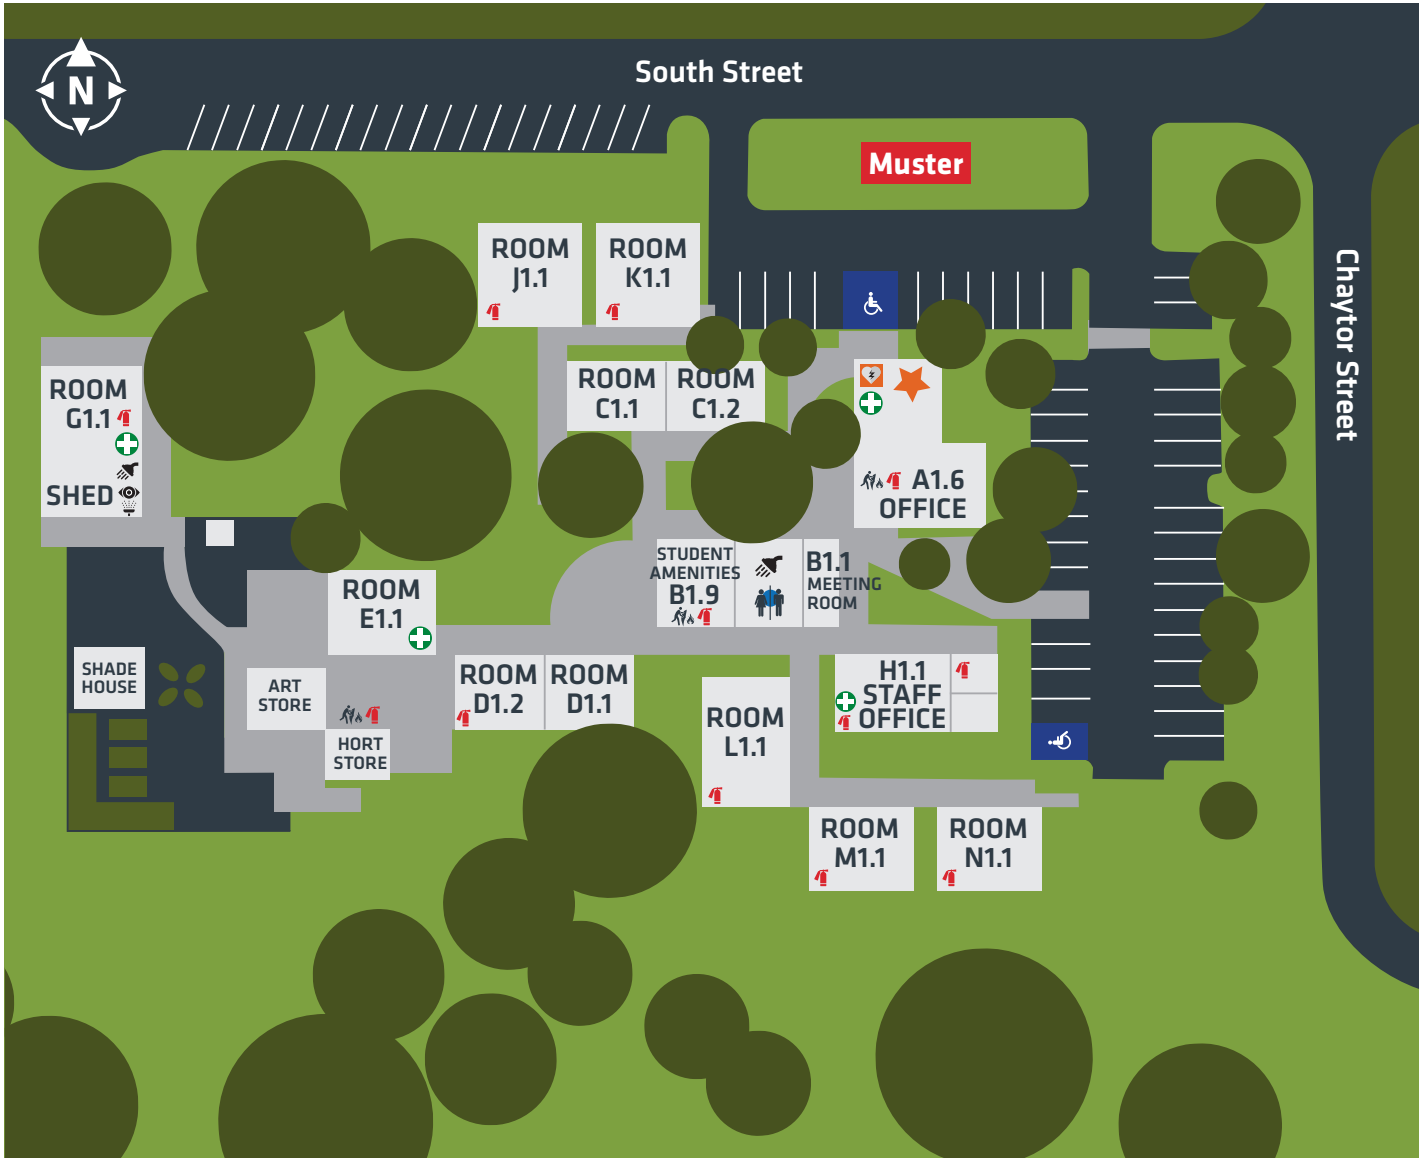 South Street
N
Muster
Chaytor Street
ROOM
J1.1
ROOM
K1.1
ROOM
G1.1
SHED
ROOM
C1.1
ROOM
C1.2
A1.6
OFFICE
STUDENT
AMENITIES
B1.9
B1.1
MEETING
ROOM
ROOM
E1.1
SHADE
HOUSE
ART
STORE
HORT
STORE
ROOM
D1.2
ROOM
D1.1
ROOM
L1.1
H1.1
STAFF
OFFICE
ROOM
M1.1
ROOM
N1.1